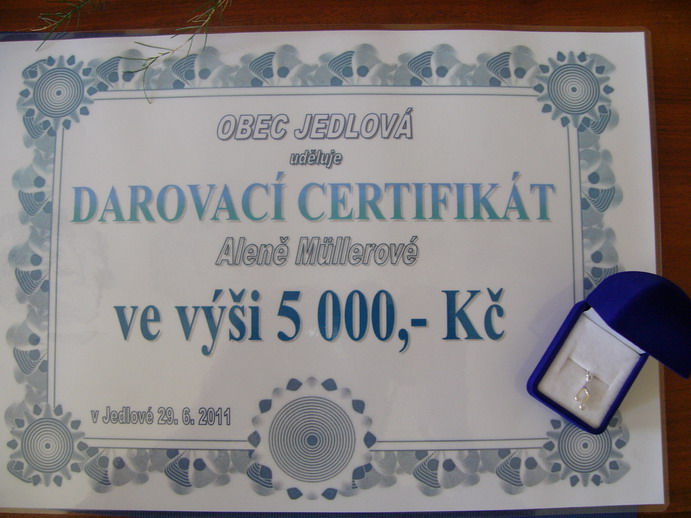 OBEC JEDLOVÁ
uděluje
DAROVACÍ CERTIFIKÁT
Aleně Müllerové
ve výši 5 000,- Kč
v Jedlové 29. 6. 2011